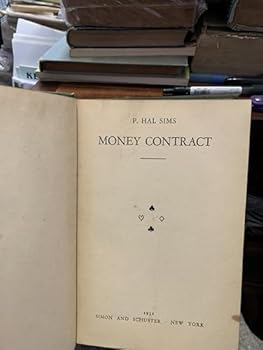 P. HAL SIMS
MONEY CONTRACT
1932
SIMON AND SCHUSTER - NEW YORK